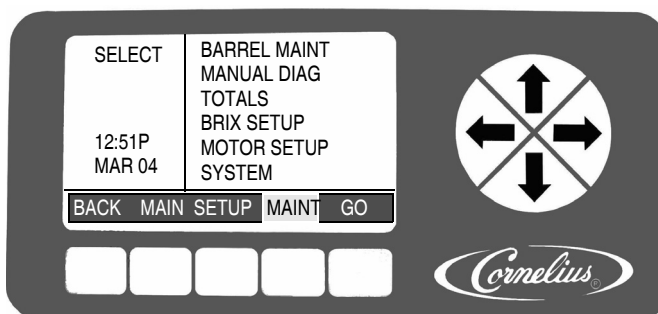 SELECT
12:51P
MAR 04
BARREL MAINT
MANUAL DIAG
TOTALS
BRIX SETUP
MOTOR SETUP
SYSTEM
BACK MAIN SETUP MAINT GO
Cornelius®